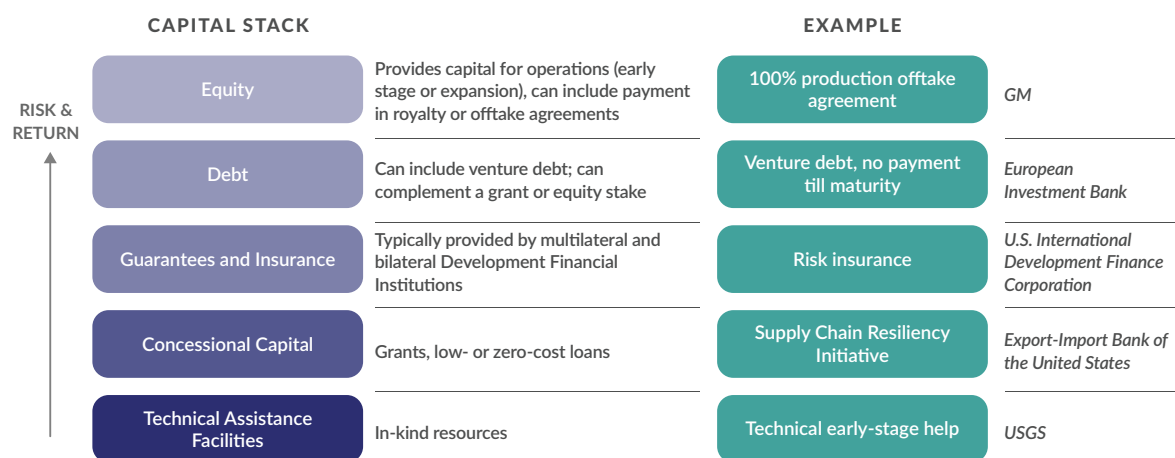 CAPITAL STACK
EXAMPLE
RISK &
RETURN
Equity
Provides capital for operations (early
stage or expansion), can include payment
in royalty or offtake agreements
100% production offtake
agreement
GM
Debt
Can include venture debt; can
complement a grant or equity stake
Venture debt, no payment
till maturity
European
Investment Bank
Guarantees and Insurance
Typically provided by multilateral and
bilateral Development Financial
Institutions
Risk insurance
U.S. International
Development Finance
Corporation
Concessional Capital
Grants, low- or zero-cost loans
Supply Chain Resiliency
Initiative
Export-Import Bank of
the United States
Technical Assistance
Facilities
In-kind resources
Technical early-stage help
USGS